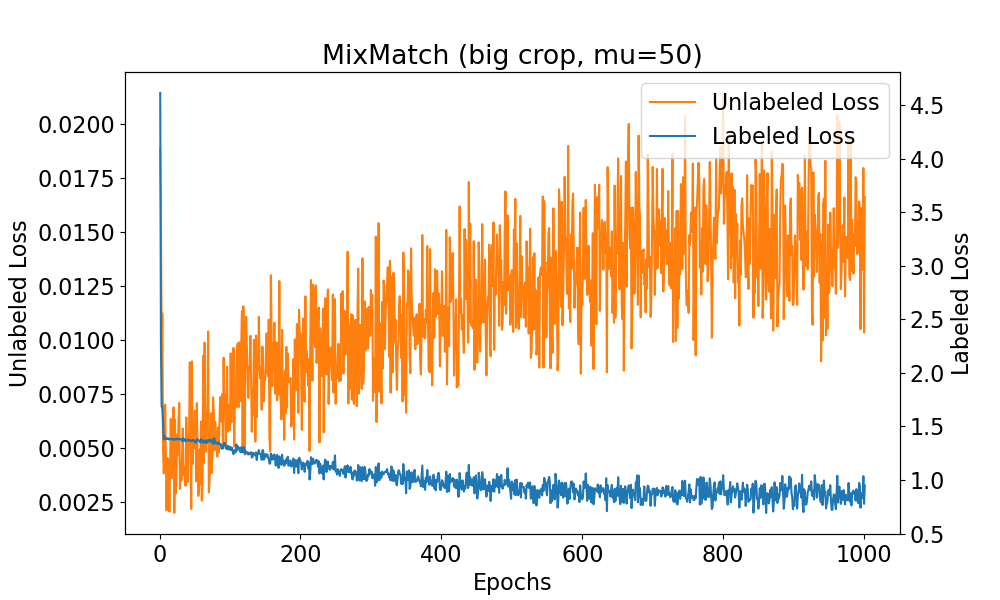 MixMatch (big crop, mu=50)
Unlabeled Loss
Labeled Loss
0.0200
0.0175
0.0150
0.0125
0.0100
0.0075
0.0050
0.0025
Unlabeled Loss
4.5
4.0
3.5
3.0
2.5
2.0
1.5
1.0
0.5
Labeled Loss
0 200 400 600 800 1000
Epochs